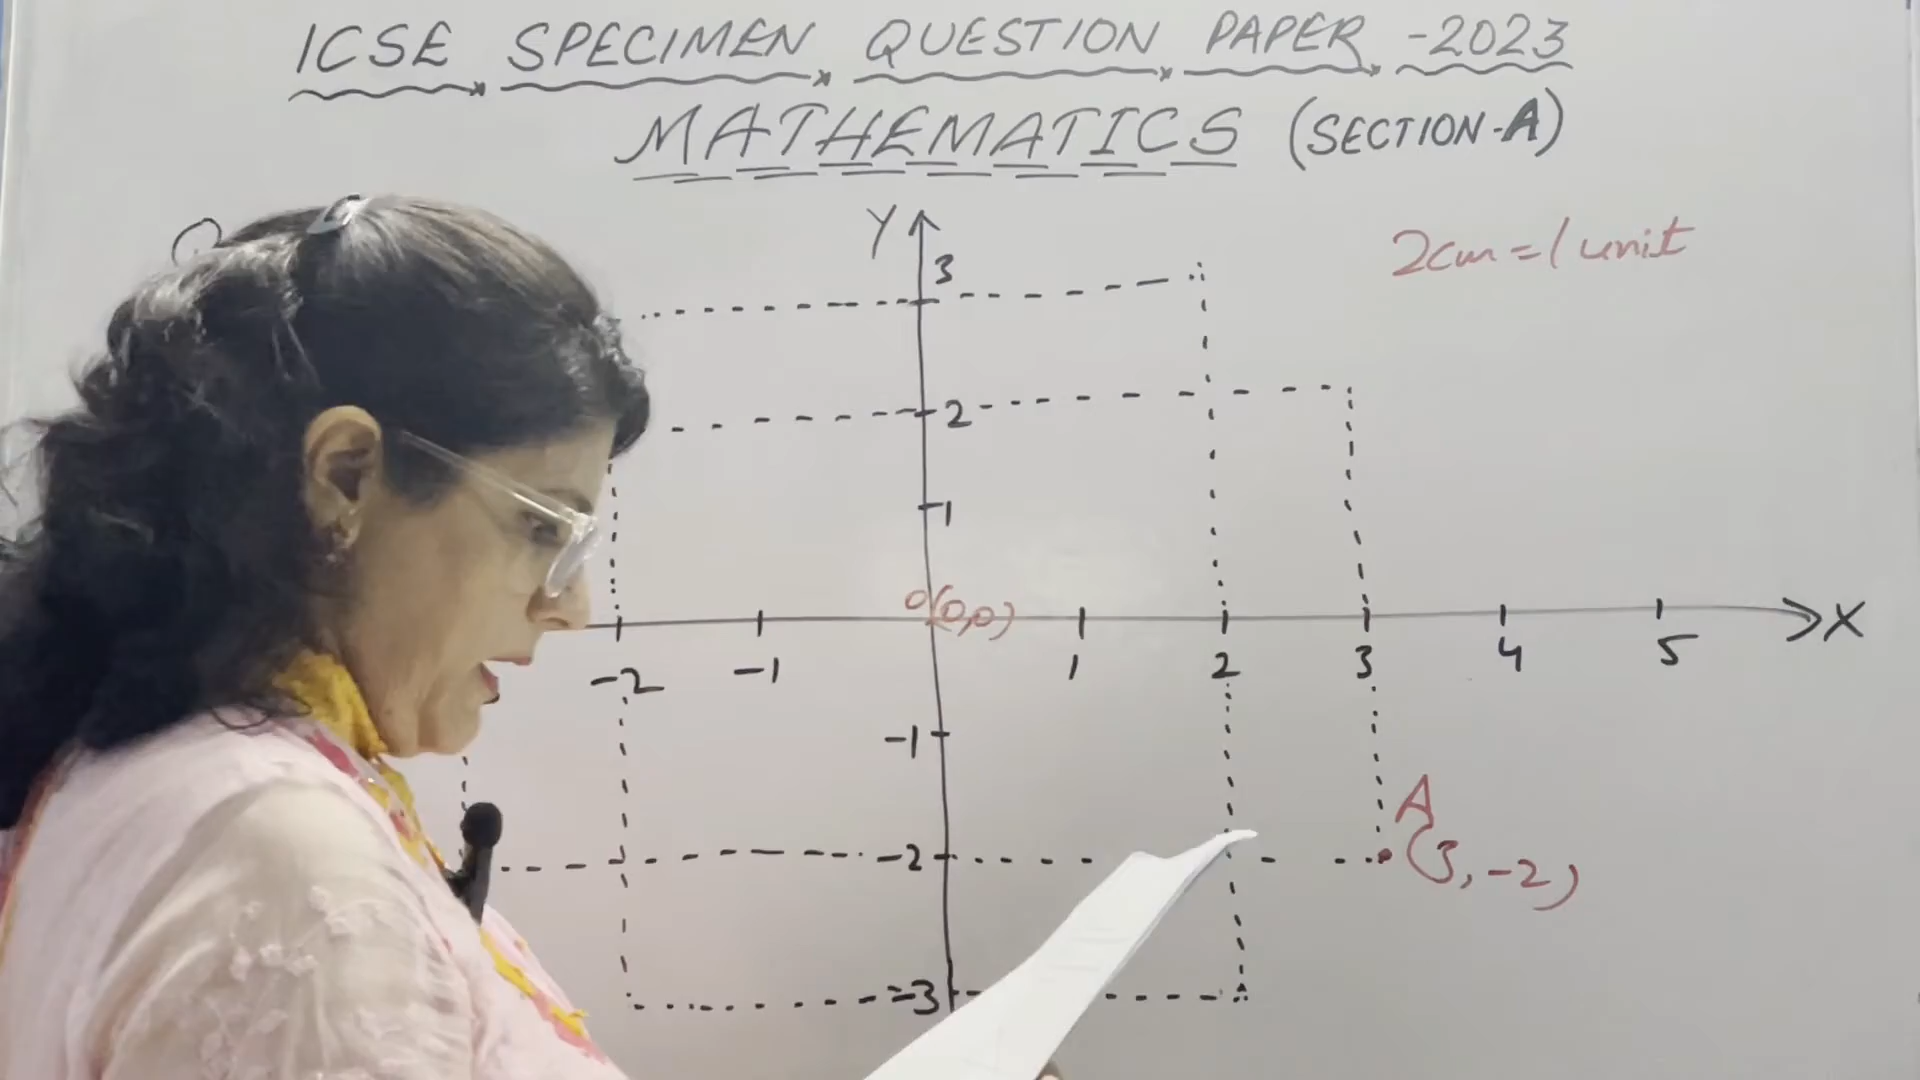 ICSE SPECIMEN QUESTION PAPER -2023
MATHEMATICS (SECTION-A)
Y
2cm = 1 unit
3
2
1
O(0,0)
X
-2 -1 1 2 3 4 5
-1
A
-2
(3, -2)
-3